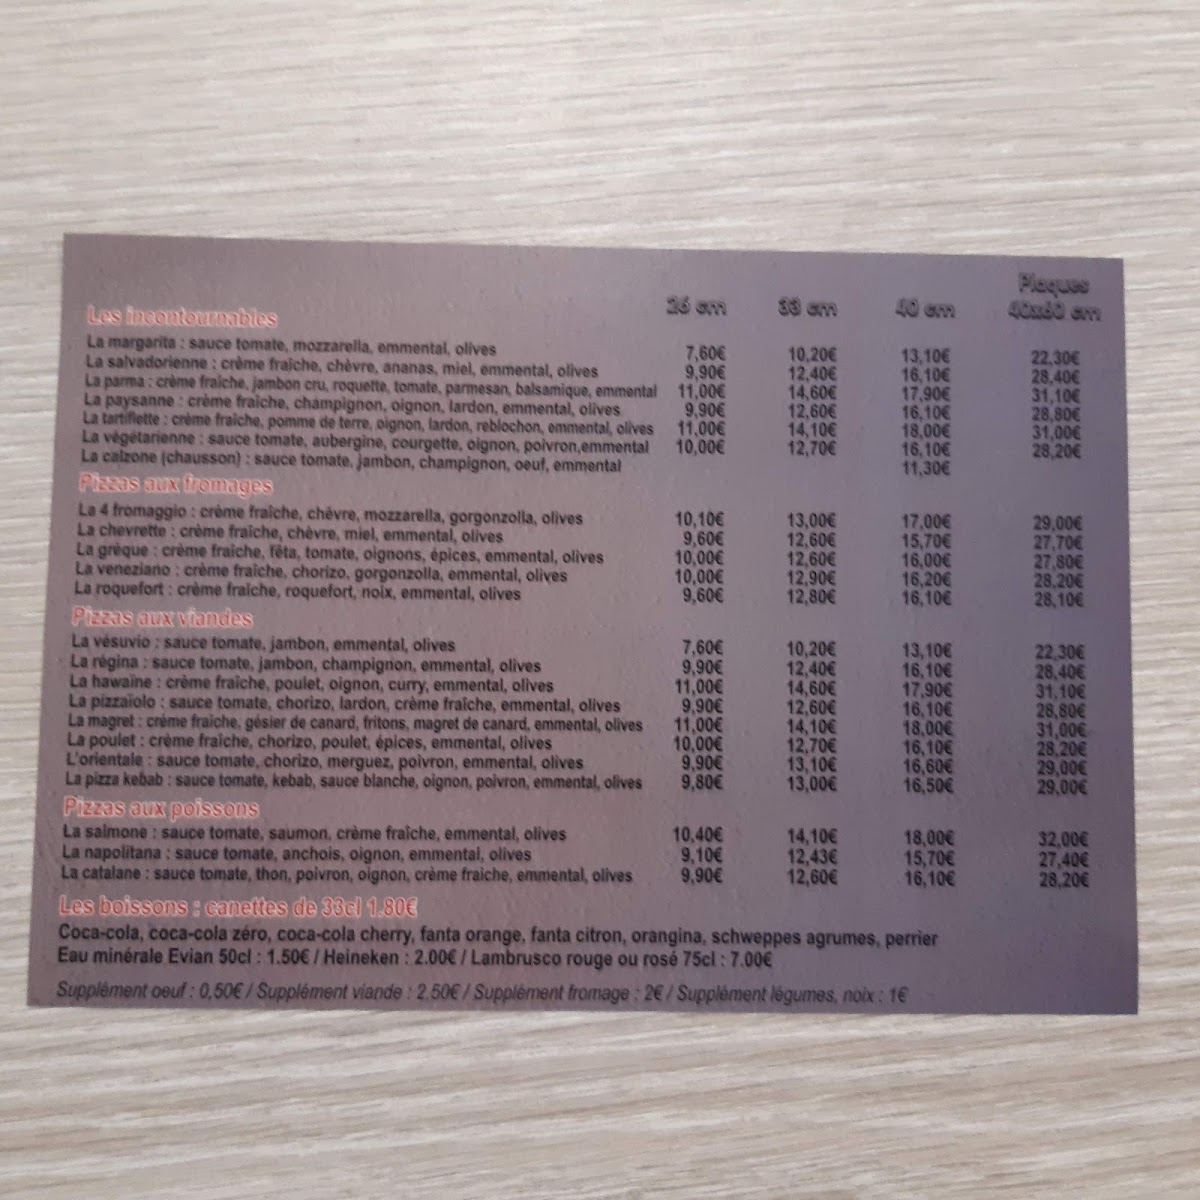 Plaques
Les incontournables 26 cm 33 cm 40 cm 40x60 cm
La margarita : sauce tomate, mozzarella, emmental, olives 7,60€ 10,20€ 13,10€ 22,30€
La salvadorienne : crème fraîche, chèvre, ananas, miel, emmental, olives 9,90€ 12,40€ 16,10€ 28,40€
La parma : crème fraîche, jambon cru, roquette, tomate, parmesan, balsamique, emmental 11,00€ 14,60€ 17,90€ 31,10€
La paysanne : crème fraîche, champignon, oignon, lardon, emmental, olives 9,90€ 12,60€ 16,10€ 28,80€
La tartiflette : crème fraîche, pomme de terre, oignon, lardon, reblochon, emmental, olives 11,00€ 14,10€ 18,00€ 31,00€
La végétarienne : sauce tomate, aubergine, courgette, oignon, poivron,emmental 10,00€ 12,70€ 16,10€ 28,20€
La calzone (chausson) : sauce tomate, jambon, champignon, oeuf, emmental 11,30€
Pizzas aux fromages
La 4 fromaggio : crème fraîche, chèvre, mozzarella, gorgonzolla, olives 10,10€ 13,00€ 17,00€ 29,00€
La chevrette : crème fraîche, chèvre, miel, emmental, olives 9,60€ 12,60€ 15,70€ 27,70€
La grèque : crème fraîche, fêta, tomate, oignons, épices, emmental, olives 10,00€ 12,60€ 16,00€ 27,80€
La veneziano : crème fraîche, chorizo, gorgonzolla, emmental, olives 10,00€ 12,90€ 16,20€ 28,20€
La roquefort : crème fraîche, roquefort, noix, emmental, olives 9,60€ 12,80€ 16,10€ 28,10€
Pizzas aux viandes
La vésuvio : sauce tomate, jambon, emmental, olives 7,60€ 10,20€ 13,10€ 22,30€
La régina : sauce tomate, jambon, champignon, emmental, olives 9,90€ 12,40€ 16,10€ 28,40€
La hawaïne : crème fraîche, poulet, oignon, curry, emmental, olives 11,00€ 14,60€ 17,90€ 31,10€
La pizzaïolo : sauce tomate, chorizo, lardon, crème fraîche, emmental, olives 9,90€ 12,60€ 16,10€ 28,80€
La magret : crème fraîche, gésier de canard, fritons, magret de canard, emmental, olives 11,00€ 14,10€ 18,00€ 31,00€
La poulet : crème fraîche, chorizo, poulet, épices, emmental, olives 10,00€ 12,70€ 16,10€ 28,20€
L'orientale : sauce tomate, chorizo, merguez, poivron, emmental, olives 9,90€ 13,10€ 16,60€ 29,00€
La pizza kebab : sauce tomate, kebab, sauce blanche, oignon, poivron, emmental, olives 9,80€ 13,00€ 16,50€ 29,00€
Pizzas aux poissons
La salmone : sauce tomate, saumon, crème fraîche, emmental, olives 10,40€ 14,10€ 18,00€ 32,00€
La napolitana : sauce tomate, anchois, oignon, emmental, olives 9,10€ 12,43€ 15,70€ 27,40€
La catalane : sauce tomate, thon, poivron, oignon, crème fraîche, emmental, olives 9,90€ 12,60€ 16,10€ 28,20€
Les boissons : canettes de 33cl 1.80€
Coca-cola, coca-cola zéro, coca-cola cherry, fanta orange, fanta citron, orangina, schweppes agrumes, perrier
Eau minérale Evian 50cl : 1.50€ / Heineken : 2.00€ / Lambrusco rouge ou rosé 75cl : 7.00€
Supplément oeuf : 0,50€ / Supplément viande : 2.50€ / Supplément fromage : 2€ / Supplément légumes, noix : 1€